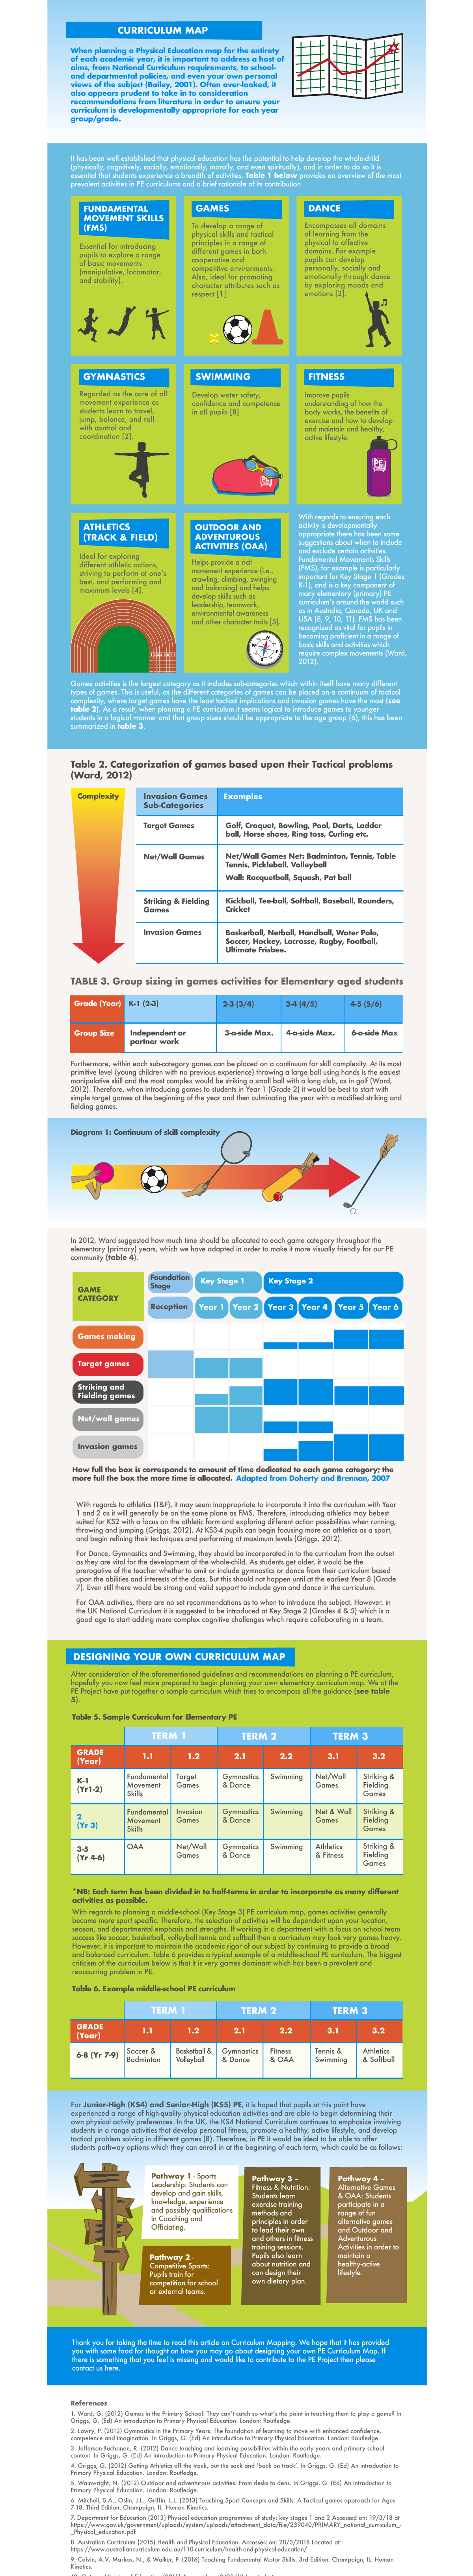 CURRICULUM MAP
When planning a Physical Education map for the entirety
of each academic year, it is important to address a host of
aims, from National Curriculum requirements, to school-
and departmental policies, and even your own personal
views of the subject (Bailey, 2001). Often over-looked, it
also appears prudent to take in to consideration
recommendations from literature in order to ensure your
curriculum is developmentally appropriate for each year
group/grade.
It has been well established that physical education has the potential to help develop the whole-child
(physically, cognitively, socially, emotionally, morally, and even spiritually), and in order to do so it is
essential that students experience a breadth of activities. Table 1 below provides an overview of the most
prevalent activities in PE curriculums and a brief rationale of its contribution.
FUNDAMENTAL
MOVEMENT SKILLS
(FMS)
Essential for introducing
pupils to explore a range
of basic movements
(manipulative, locomotor,
and stability).
GAMES
To develop a range of
physical skills and tactical
principles in a range of
different games in both
cooperative and
competitive environments.
Also, ideal for promoting
character attributes such as
respect [1].
DANCE
Encompasses all domains
of learning from the
physical to affective
domains. For example
pupils can develop
personally, socially and
emotionally through dance
by exploring moods and
emotions [3].
GYMNASTICS
Regarded as the core of all
movement experience as
students learn to travel,
jump, balance, and roll
with control and
coordination [2].
SWIMMING
Develop water safety,
confidence and competence
in all pupils [8].
PE
FITNESS
Improve pupils
understanding of how the
body works, the benefits of
exercise and how to develop
and maintain and healthy,
active lifestyle.
PE
ATHLETICS
(TRACK & FIELD)
Ideal for exploring
different athletic actions,
striving to perform at one's
best, and performing and
maximum levels [4].
OUTDOOR AND
ADVENTUROUS
ACTIVITIES (OAA)
Helps provide a rich
movement experience (i.e.,
crawling, climbing, swinging
and balancing) and helps
develop skills such as
leadership, teamwork,
environmental awareness
and other character traits [5].
With regards to ensuring each
activity is developmentally
appropriate there has been some
suggestions about when to include
and exclude certain activities.
Fundamental Movements Skills
(FMS), for example is particularly
important for Key Stage 1 (Grades
K-1), and is a key component of
many elementary (primary) PE
curriculum's around the world such
as in Australia, Canada, UK and
USA (8, 9, 10, 11). FMS has been
recognized as vital for pupils in
becoming proficient in a range of
basic skills and activities which
require complex movements (Ward,
2012).
Games activities is the largest category as it includes sub-categories which within itself have many different
types of games. This is useful, as the different categories of games can be placed on a continuum of tactical
complexity, where target games have the least tactical implications and invasion games have the most (see
table 2). As a result, when planning a PE curriculum it seems logical to introduce games to younger
students in a logical manner and that group sizes should be appropriate to the age group (6), this has been
summarized in table 3.
Table 2. Categorization of games based upon their Tactical problems
(Ward, 2012)
Complexity
Invasion Games
Sub-Categories
Examples
Target Games
Golf, Croquet, Bowling, Pool, Darts, Ladder
ball, Horse shoes, Ring toss, Curling etc.
Net/Wall Games
Net/Wall Games Net: Badminton, Tennis, Table
Tennis, Pickleball, Volleyball
Wall: Racquetball, Squash, Pat ball
Striking & Fielding
Games
Kickball, Tee-ball, Softball, Baseball, Rounders,
Cricket
Invasion Games
Basketball, Netball, Handball, Water Polo,
Soccer, Hockey, Lacrosse, Rugby, Football,
Ultimate Frisbee.
TABLE 3. Group sizing in games activities for Elementary aged students
Grade (Year) K-1 (2-3) 2-3 (3/4) 3-4 (4/5) 4-5 (5/6)
Group Size Independent or
partner work 3-a-side Max. 4-a-side Max. 6-a-side Max
Furthermore, within each sub-category games can be placed on a continuum for skill complexity. At its most
primitive level (young children with no previous experience) throwing a large ball using hands is the easiest
manipulative skill and the most complex would be striking a small ball with a long club, as in golf (Ward,
2012). Therefore, when introducing games to students in Year 1 (Grade 2) it would be best to start with
simple target games at the beginning of the year and then culminating the year with a modified striking and
fielding games.
Diagram 1: Continuum of skill complexity
In 2012, Ward suggested how much time should be allocated to each game category throughout the
elementary (primary) years, which we have adapted in order to make it more visually friendly for our PE
community (table 4).
GAME
CATEGORY
Foundation
Stage
Key Stage 1
Key Stage 2
Reception Year 1 Year 2 Year 3 Year 4 Year 5 Year 6
Games making
Target games
Striking and
Fielding games
Net/wall games
Invasion games
How full the box is corresponds to amount of time dedicated to each game category; the
more full the box the more time is allocated. Adapted from Doherty and Brennan, 2007
With regards to athletics (T&F), it may seem inappropriate to incorporate it into the curriculum with Year
1 and 2 as it will generally be on the same plane as FMS. Therefore, introducing athletics may be best
suited for KS2 with a focus on the athletic form and exploring different action possibilities when running,
throwing and jumping (Griggs, 2012). At KS3-4 pupils can begin focusing more on athletics as a sport,
and begin refining their techniques and performing at maximum levels (Griggs, 2012).
For Dance, Gymnastics and Swimming, they should be incorporated in to the curriculum from the outset
as they are vital for the development of the whole-child. As students get older, it would be the
prerogative of the teacher whether to omit or include gymnastics or dance from their curriculum based
upon the abilities and interests of the class. But this should not happen until at the earliest Year 8 (Grade
7). Even still there would be strong and valid support to include gym and dance in the curriculum.
For OAA activities, there are no set recommendations as to when to introduce the subject. However, in
the UK National Curriculum it is suggested to be introduced at Key Stage 2 (Grades 4 & 5) which is a
good age to start adding more complex cognitive challenges which require collaborating in a team.
DESIGNING YOUR OWN CURRICULUM MAP
After consideration of the aforementioned guidelines and recommendations on planning a PE curriculum,
hopefully you now feel more prepared to begin planning your own elementary curriculum map. We at the
PE Project have put together a sample curriculum which tries to encompass all the guidance (see table
5).
Table 5. Sample Curriculum for Elementary PE
TERM 1 TERM 2 TERM 3
GRADE
(Year) 1.1 1.2 2.1 2.2 3.1 3.2
K-1
(Yr1-2)
Fundamental
Movement
Skills
Target
Games
Gymnastics
& Dance
Swimming
Net/Wall
Games
Striking &
Fielding
Games
2
(Yr 3)
Fundamental
Movement
Skills
Invasion
Games
Gymnastics
& Dance
Swimming
Net & Wall
Games
Striking &
Fielding
Games
3-5
(Yr 4-6)
OAA
Net/Wall
Games
Gymnastics
& Dance
Swimming
Athletics
& Fitness
Striking &
Fielding
Games
*NB: Each term has been divided in to half-terms in order to incorporate as many different
activities as possible.
With regards to planning a middle-school (Key Stage 3) PE curriculum map, games activities generally
become more sport specific. Therefore, the selection of activities will be dependent upon your location,
season, and departmental emphasis and strengths. If working in a department with a focus on school team
success like soccer, basketball, volleyball tennis and softball then a curriculum may look very games heavy.
However, it is important to maintain the academic rigor of our subject by continuing to provide a broad
and balanced curriculum. Table 6 provides a typical example of a middle-school PE curriculum. The biggest
criticism of the curriculum below is that it is very games dominant which has been a prevalent and
reoccurring problem in PE.
Table 6. Example middle-school PE curriculum
TERM 1 TERM 2 TERM 3
GRADE
(Year) 1.1 1.2 2.1 2.2 3.1 3.2
6-8 (Yr 7-9)
Soccer &
Badminton
Basketball &
Volleyball
Gymnastics
& Dance
Fitness
& OAA
Tennis &
Swimming
Athletics
& Softball
For Junior-High (KS4) and Senior-High (KS5) PE, it is hoped that pupils at this point have
experienced a range of high-quality physical education activities and are able to begin determining their
own physical activity preferences. In the UK, the KS4 National Curriculum continues to emphasize involving
students in a range activities that develop personal fitness, promote a healthy, active lifestyle, and develop
tactical problem solving in different games (8). Therefore, in PE it would be ideal to be able to offer
students pathway options which they can enroll in at the beginning of each term, which could be as follows:
Pathway 1 - Sports
Leadership: Students can
develop and gain skills,
knowledge, experience
and possibly qualifications
in Coaching and
Officiating.
Pathway 2 -
Competitive Sports:
Pupils train for
competition for school
or external teams.
Pathway 3 –
Fitness & Nutrition:
Students learn
exercise training
methods and
principles in order
to lead their own
and others in fitness
training sessions.
Pupils also learn
about nutrition and
can design their
own dietary plan.
Pathway 4 –
Alternative Games
& OAA: Students
participate in a
range of fun
alternative games
and Outdoor and
Adventurous
Activities in order to
maintain a
healthy-active
lifestyle.
Thank you for taking the time to read this article on Curriculum Mapping. We hope that it has provided
you with some food for thought on how you may go about designing your own PE Curriculum Map. If
there is something that you feel is missing and would like to contribute to the PE Project then please
contact us here.
References
1. Ward, G. (2012) Games in the Primary School: They can't catch so what's the point in teaching them to play a game? In
Griggs, G. (Ed) An introduction to Primary Physical Education. London: Routledge.
2. Lawry, P. (2012) Gymnastics in the Primary Years: The foundation of learning to move with enhanced confidence,
competence and imagination. In Griggs, G. (Ed) An introduction to Primary Physical Education. London: Routledge.
3. Jefferson-Buchanan, R. (2012) Dance teaching and learning possibilities within the early years and primary school
context. In Griggs, G. (Ed) An introduction to Primary Physical Education. London: Routledge.
4. Griggs, G. (2012) Getting Athletics off the track, out the sack and 'back on track'. In Griggs, G. (Ed) An introduction to
Primary Physical Education. London: Routledge.
5. Wainwright, N. (2012) Outdoor and adventurous activities: From desks to dens. In Griggs, G. (Ed) An introduction to
Primary Physical Education. London: Routledge.
6. Mitchell, S.A., Oslin, J.L., Griffin, L.L. (2013) Teaching Sport Concepts and Skills: A Tactical games approach for Ages
7-18. Third Edition. Champaign, IL: Human Kinetics.
7. Department for Education (2013) Physical education programmes of study: key stages 1 and 2 Accessed on: 19/3/18 at
https://www.gov.uk/government/uploads/system/uploads/attachment_data/file/239040/PRIMARY_national_curriculum_-
_Physical_education.pdf
8. Australian Curriculum (2015) Health and Physical Education. Accessed on: 20/3/2018 Located at:
https://www.australiancurriculum.edu.au/f-10-curriculum/health-and-physical-education/
9. Colvin, A.V, Markos, N., & Walker, P. (2016) Teaching Fundamental Motor Skills. 3rd Edition. Champaign, IL: Human
Kinetics.